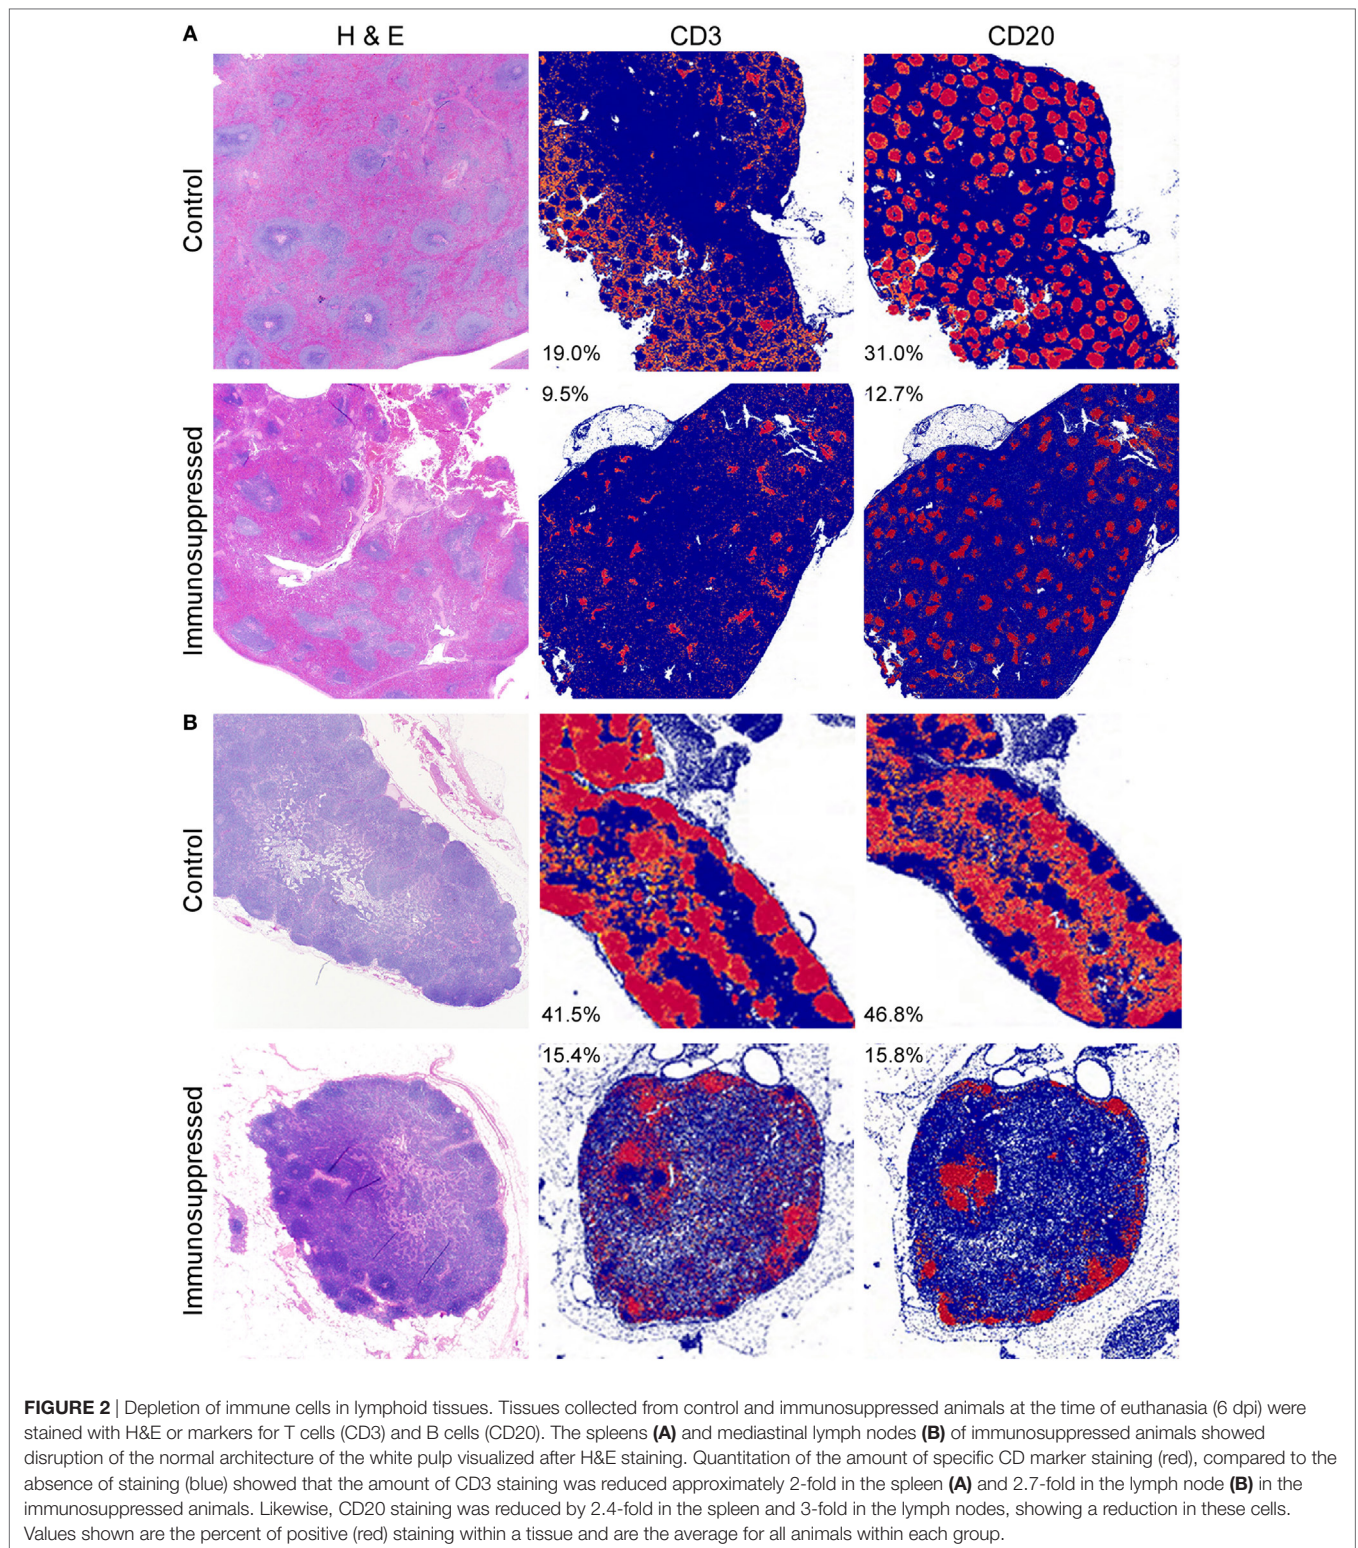 A
H & E
CD3
CD20
Control
19.0%
31.0%
Immunosuppressed
9.5%
12.7%
B
Control
41.5%
46.8%
Immunosuppressed
15.4%
15.8%
FIGURE 2 | Depletion of immune cells in lymphoid tissues. Tissues collected from control and immunosuppressed animals at the time of euthanasia (6 dpi) were
stained with H&E or markers for T cells (CD3) and B cells (CD20). The spleens (A) and mediastinal lymph nodes (B) of immunosuppressed animals showed
disruption of the normal architecture of the white pulp visualized after H&E staining. Quantitation of the amount of specific CD marker staining (red), compared to the
absence of staining (blue) showed that the amount of CD3 staining was reduced approximately 2-fold in the spleen (A) and 2.7-fold in the lymph node (B) in the
immunosuppressed animals. Likewise, CD20 staining was reduced by 2.4-fold in the spleen and 3-fold in the lymph nodes, showing a reduction in these cells.
Values shown are the percent of positive (red) staining within a tissue and are the average for all animals within each group.